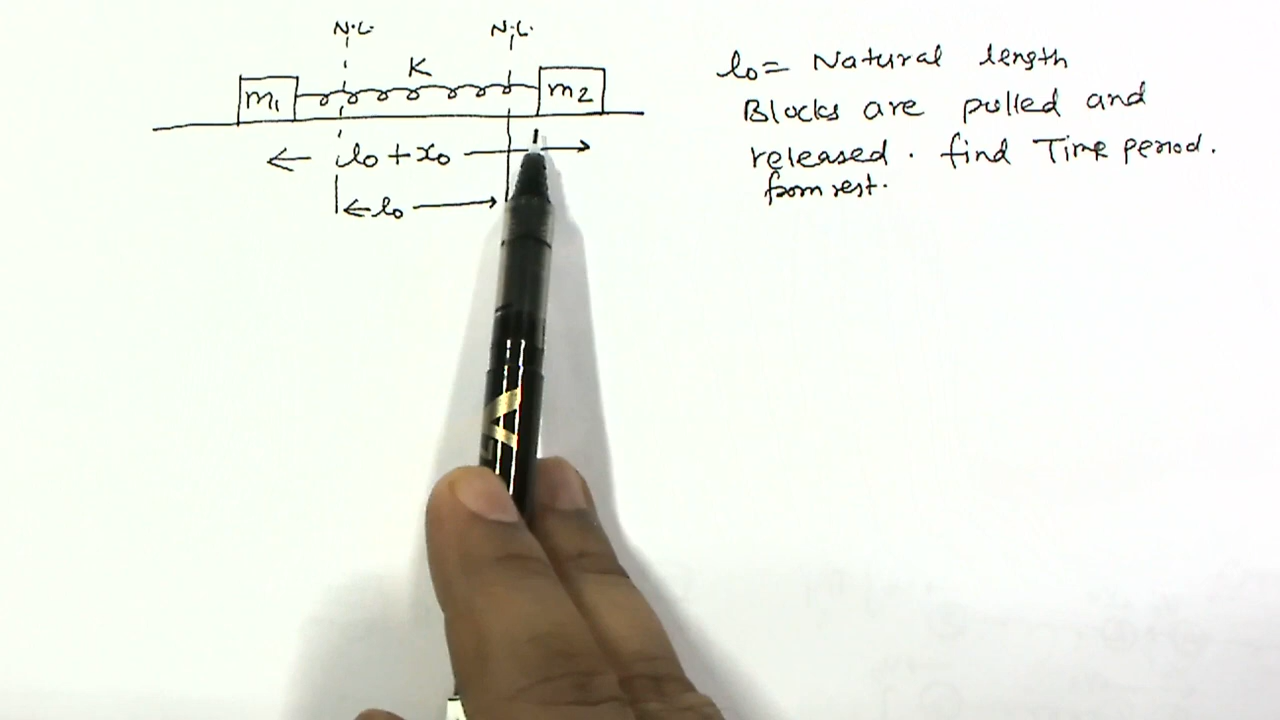 N.L. N.L.
K
m1 m2
l0 + x0
l0
l0 = Natural length
Blocks are pulled and
released. find Time period.
from rest.